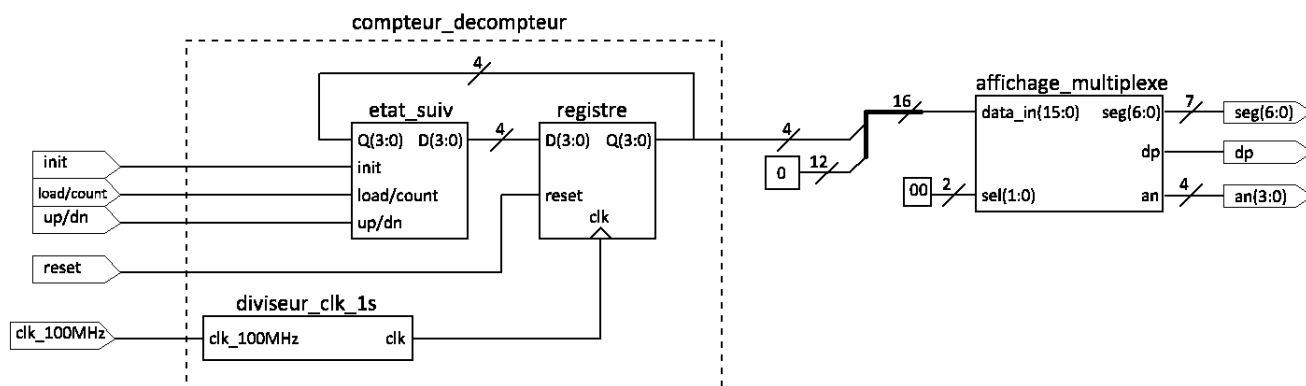 compteur_decompteur
4
etat_suiv
registre
Q(3:0) D(3:0)
4
D(3:0) Q(3:0)
init
init
load/count
load/count
up/dn
up/dn
reset
clk
reset
diviseur_clk_1s
clk_100MHz
clk_100MHz clk
4
0
12
16
affichage_multiplexe
data_in(15:0) seg(6:0)
7
seg(6:0)
dp
dp
00
2
sel(1:0) an
4
an(3:0)